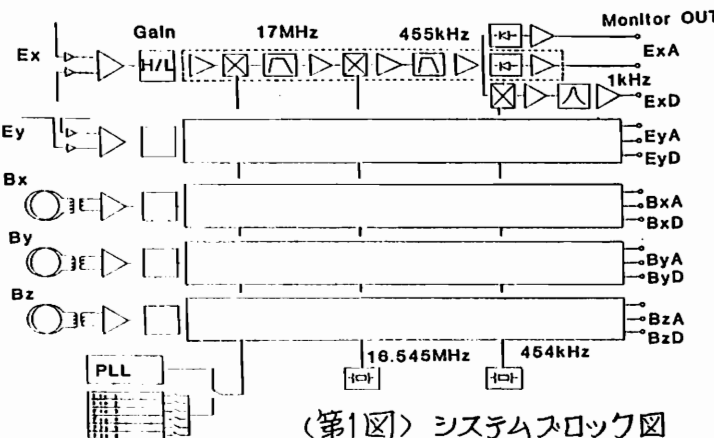 Monitor OUT
Gain 17MHz 455kHz
Ex H/L ExA
1kHz
ExD
Ey EyA
EyD
Bx BxA
BxD
By ByA
ByD
Bz BzA
BzD
PLL 16.545MHz 454kHz
(第1図) システムブロック図